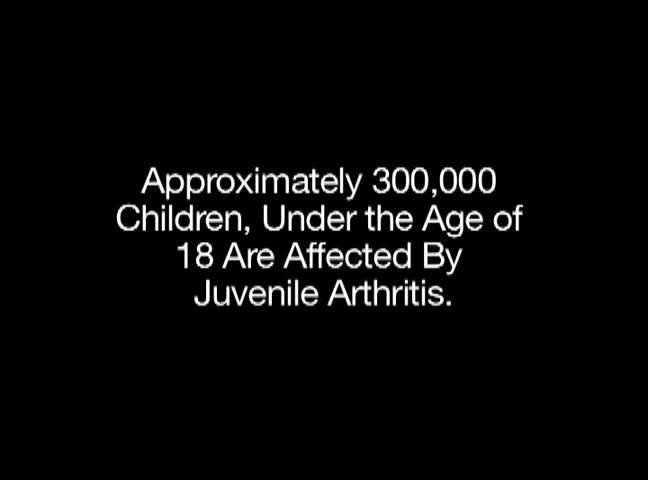 Approximately 300,000
Children, Under the Age of
18 Are Affected By
Juvenile Arthritis.